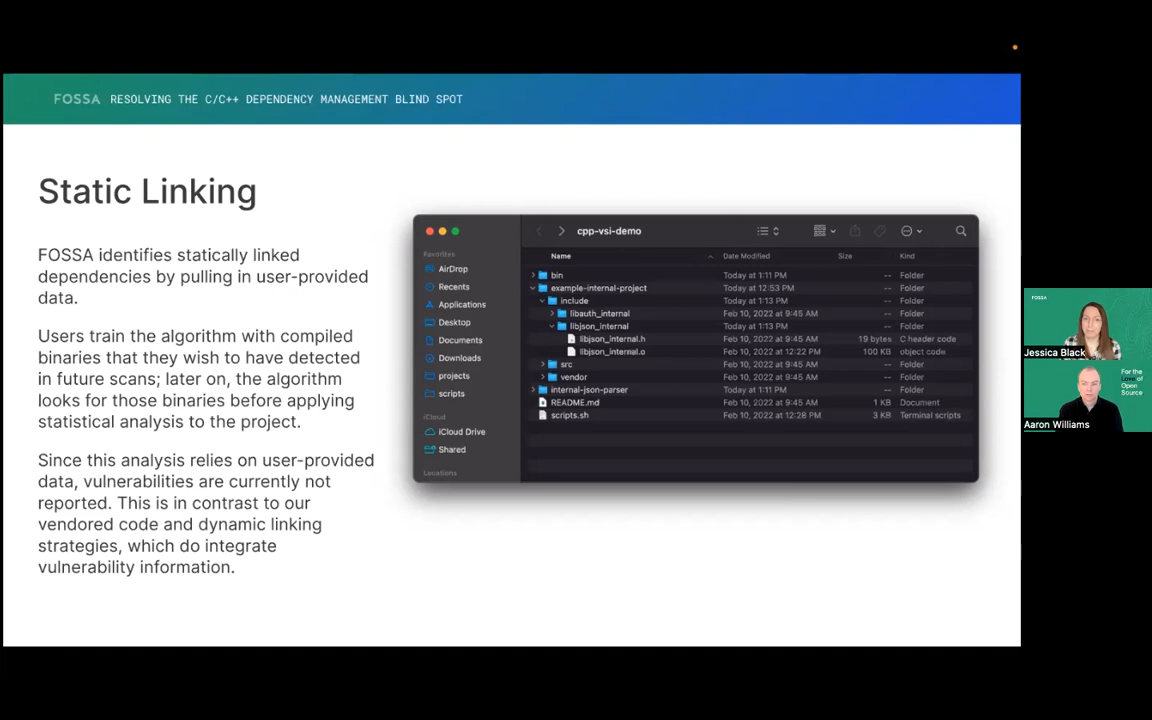 FOSSA RESOLVING THE C/C++ DEPENDENCY MANAGEMENT BLIND SPOT
Static Linking
FOSSA identifies statically linked
dependencies by pulling in user-provided
data.
Users train the algorithm with compiled
binaries that they wish to have detected
in future scans; later on, the algorithm
looks for those binaries before applying
statistical analysis to the project.
Since this analysis relies on user-provided
data, vulnerabilities are currently not
reported. This is in contrast to our
vendored code and dynamic linking
strategies, which do integrate
vulnerability information.
cpp-vsi-demo
Favorites
AirDrop
Recents
Applications
Desktop
Documents
Downloads
projects
scripts
iCloud
iCloud Drive
Shared
Locations
Name Date Modified Size Kind
bin Today at 1:11 PM -- Folder
example-internal-project Today at 12:53 PM -- Folder
include Today at 1:13 PM -- Folder
libauth_internal Feb 10, 2022 at 9:45 AM -- Folder
libjson_internal Today at 1:13 PM -- Folder
libjson_internal.h Feb 10, 2022 at 9:45 AM 19 bytes C header code
libjson_internal.o Feb 10, 2022 at 12:22 PM 100 KB object code
src Feb 10, 2022 at 9:45 AM -- Folder
vendor Feb 10, 2022 at 9:45 AM -- Folder
internal-json-parser Today at 1:11 PM -- Folder
README.md Feb 10, 2022 at 9:45 AM 1 KB Document
scripts.sh Feb 10, 2022 at 12:28 PM 3 KB Terminal scripts
FOSSA
Jessica Black
For the
Love of
Open
Source
Aaron Williams